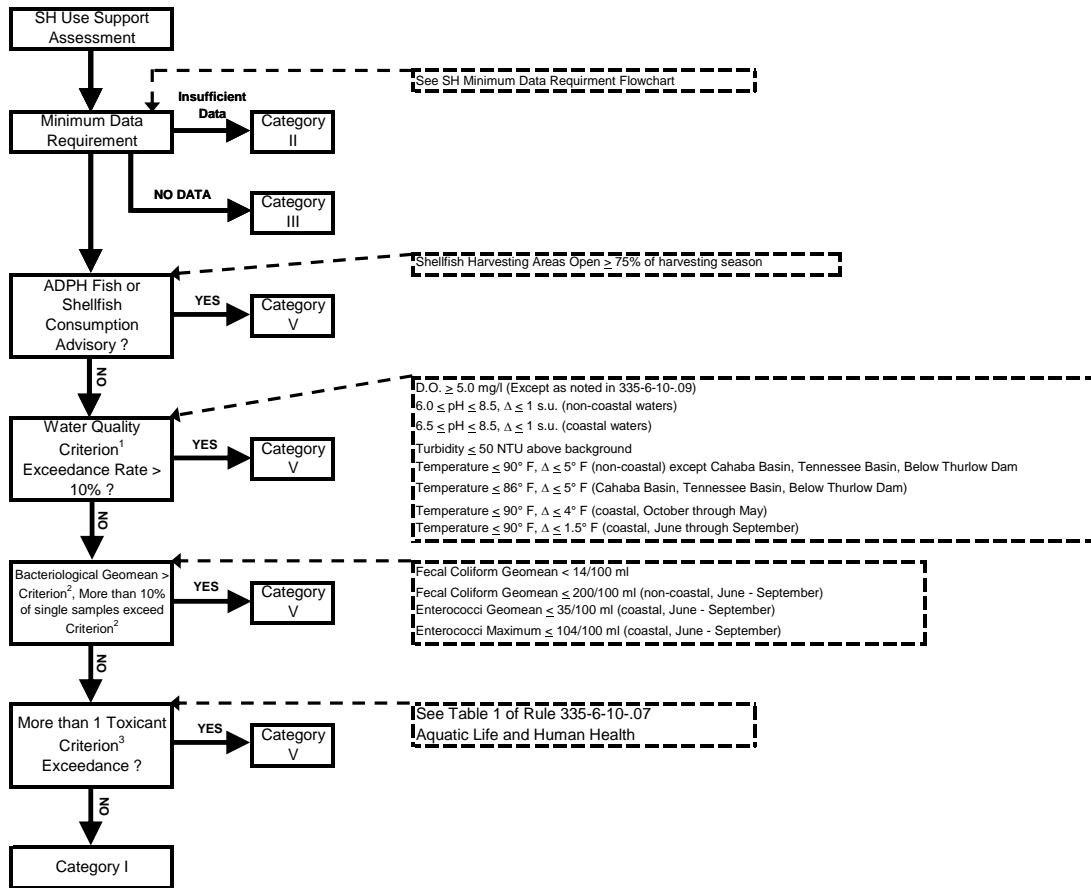 SH Use Support
Assessment
See SH Minimum Data Requirment Flowchart
Insufficient
Data
Minimum Data
Requirement
Category
II
NO DATA
Category
III
Shellfish Harvesting Areas Open ≥ 75% of harvesting season
ADPH Fish or
Shellfish
Consumption
Advisory ?
YES
Category
V
NO
D.O. ≥ 5.0 mg/l (Except as noted in 335-6-10-.09)
6.0 ≤ pH ≤ 8.5, Δ ≤ 1 s.u. (non-coastal waters)
6.5 ≤ pH ≤ 8.5, Δ ≤ 1 s.u. (coastal waters)
Turbidity ≤ 50 NTU above background
Temperature ≤ 90° F, Δ ≤ 5° F (non-coastal) except Cahaba Basin, Tennessee Basin, Below Thurlow Dam
Temperature ≤ 86° F, Δ ≤ 5° F (Cahaba Basin, Tennessee Basin, Below Thurlow Dam)
Temperature ≤ 90° F, Δ ≤ 4° F (coastal, October through May)
Temperature ≤ 90° F, Δ ≤ 1.5° F (coastal, June through September)
Water Quality
Criterion¹
Exceedance Rate >
10% ?
YES
Category
V
NO
Bacteriological Geomean >
Criterion², More than 10%
of single samples exceed
Criterion²
YES
Category
V
Fecal Coliform Geomean < 14/100 ml
Fecal Coliform Geomean ≤ 200/100 ml (non-coastal, June - September)
Enterococci Geomean ≤ 35/100 ml (coastal, June - September)
Enterococci Maximum ≤ 104/100 ml (coastal, June - September)
NO
More than 1 Toxicant
Criterion³
Exceedance ?
YES
Category
V
See Table 1 of Rule 335-6-10-.07
Aquatic Life and Human Health
NO
Category I